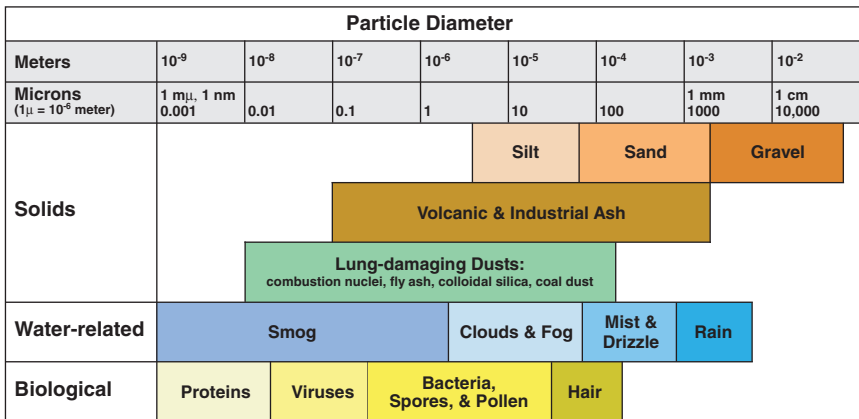 Particle Diameter
Meters 10⁻⁹ 10⁻⁸ 10⁻⁷ 10⁻⁶ 10⁻⁵ 10⁻⁴ 10⁻³ 10⁻²
Microns 1 mμ, 1 nm 1 mm 1 cm
(1μ = 10⁻⁶ meter) 0.001 0.01 0.1 1 10 100 1000 10,000
Silt Sand Gravel
Solids
Volcanic & Industrial Ash
Lung-damaging Dusts:
combustion nuclei, fly ash, colloidal silica, coal dust
Water-related Smog Clouds & Fog Mist &
Drizzle Rain
Biological Proteins Viruses Bacteria,
Spores, & Pollen Hair